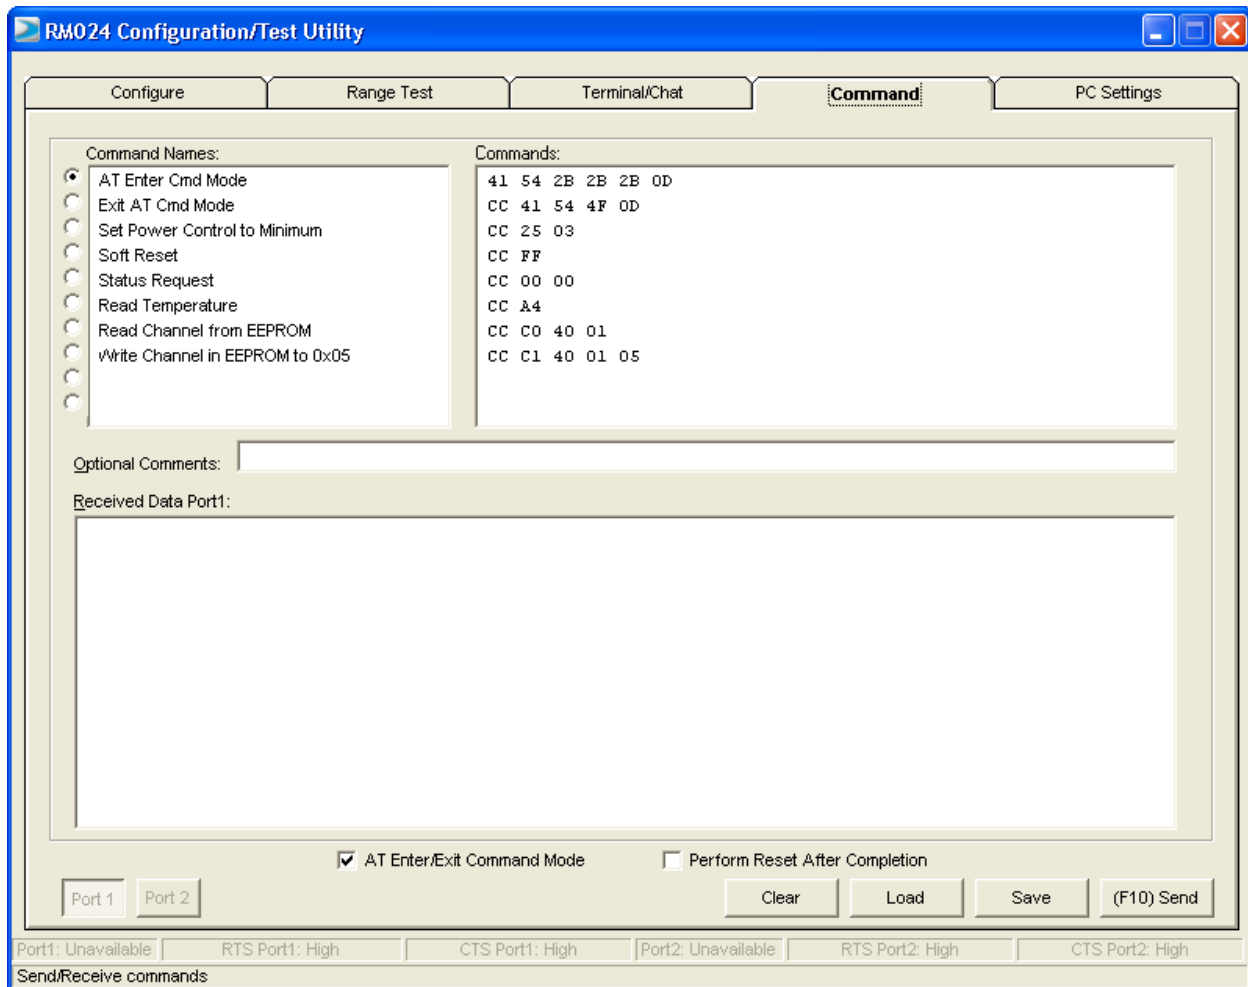 RM024 Configuration/Test Utility
Configure
Range Test
Terminal/Chat
Command
PC Settings
Command Names:
Commands:
AT Enter Cmd Mode
41 54 2B 2B 2B 0D
Exit AT Cmd Mode
CC 41 54 4F 0D
Set Power Control to Minimum
CC 25 03
Soft Reset
CC FF
Status Request
CC 00 00
Read Temperature
CC A4
Read Channel from EEPROM
CC C0 40 01
Write Channel in EEPROM to 0x05
CC C1 40 01 05
Optional Comments:
Received Data Port1:
AT Enter/Exit Command Mode
Perform Reset After Completion
Port 1
Port 2
Clear
Load
Save
(F10) Send
Port1: Unavailable
RTS Port1: High
CTS Port1: High
Port2: Unavailable
RTS Port2: High
CTS Port2: High
Send/Receive commands